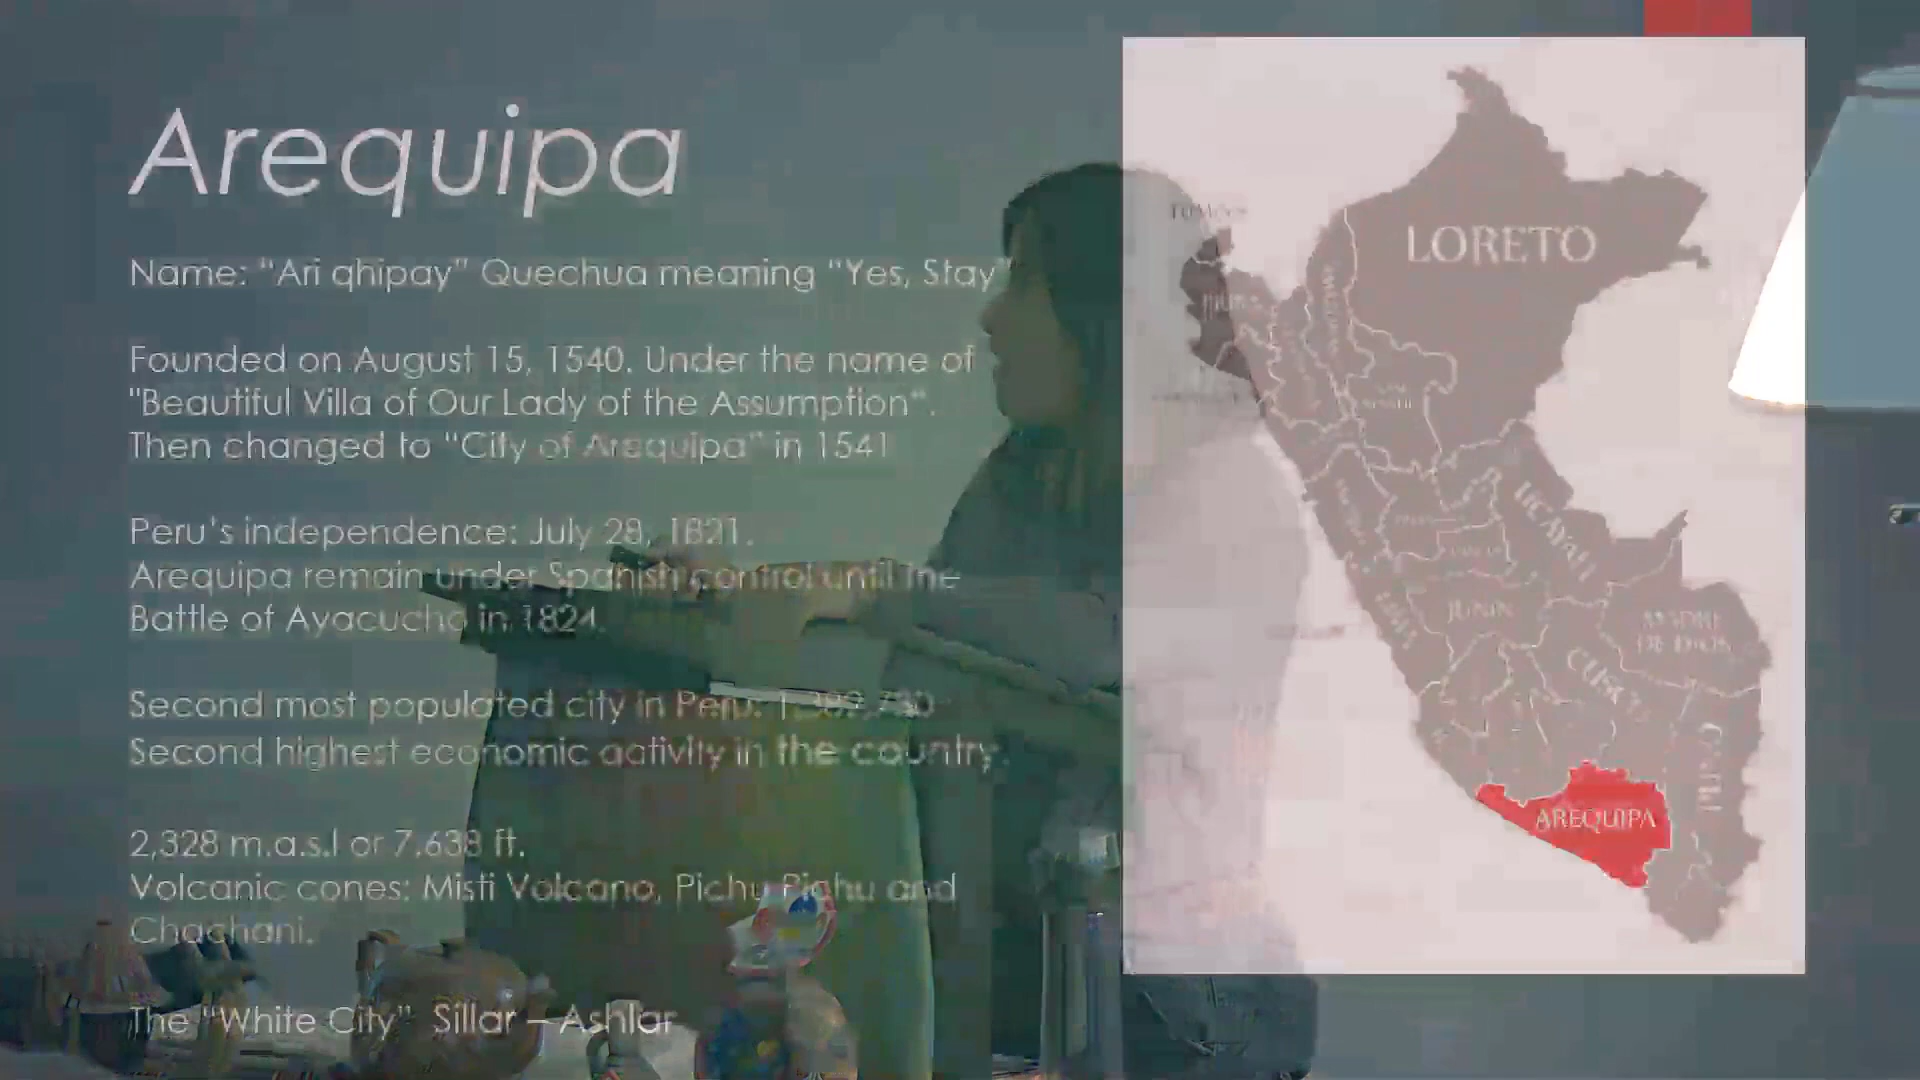 Arequipa
Name: “Ari qhipay” Quechua meaning “Yes, Stay”
Founded on August 15, 1540. Under the name of
"Beautiful Villa of Our Lady of the Assumption“.
Then changed to “City of Arequipa” in 1541
Peru’s independence: July 28, 1821.
Arequipa remain under Spanish control until the
Battle of Ayacucho in 1824.
Second most populated city in Peru:
Second highest economic activity in the country.
2,328 m.a.s.l or 7.638 ft.
Volcanic cones: Misti Volcano, Pichu Pichu and
Chachani.
The “White City” Sillar – Ashlar
LORETO
UCAYALI
JUNIN
MADRE
CUSCO
PUNO
AREQUIPA